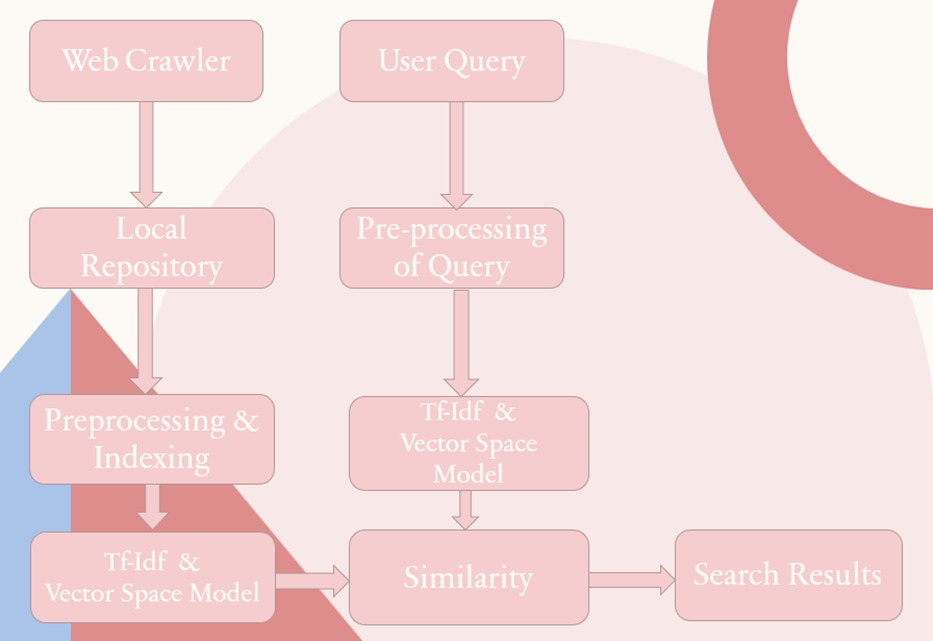 Web Crawler
User Query
Local
Repository
Pre-processing
of Query
Preprocessing &
Indexing
Tf-Idf &
Vector Space
Model
Tf-Idf &
Vector Space Model
Similarity
Search Results